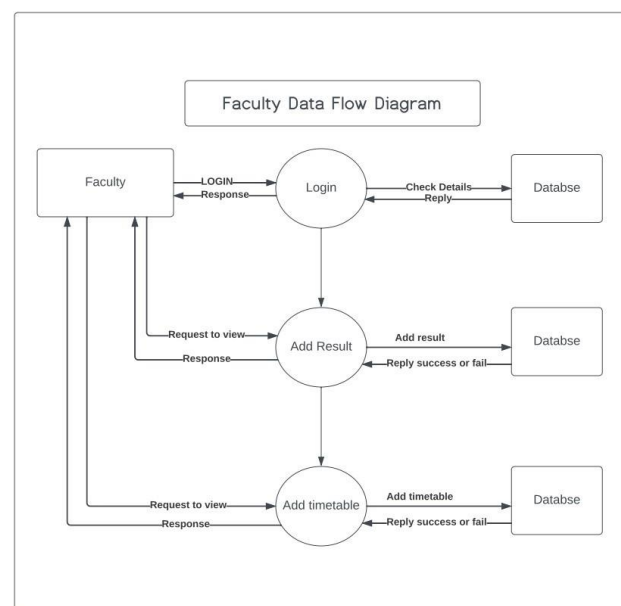 Faculty Data Flow Diagram
Faculty
LOGIN
Response
Login
Check Details
Reply
Databse
Request to view
Response
Add Result
Add result
Reply success or fail
Databse
Request to view
Response
Add timetable
Add timetable
Reply success or fail
Databse